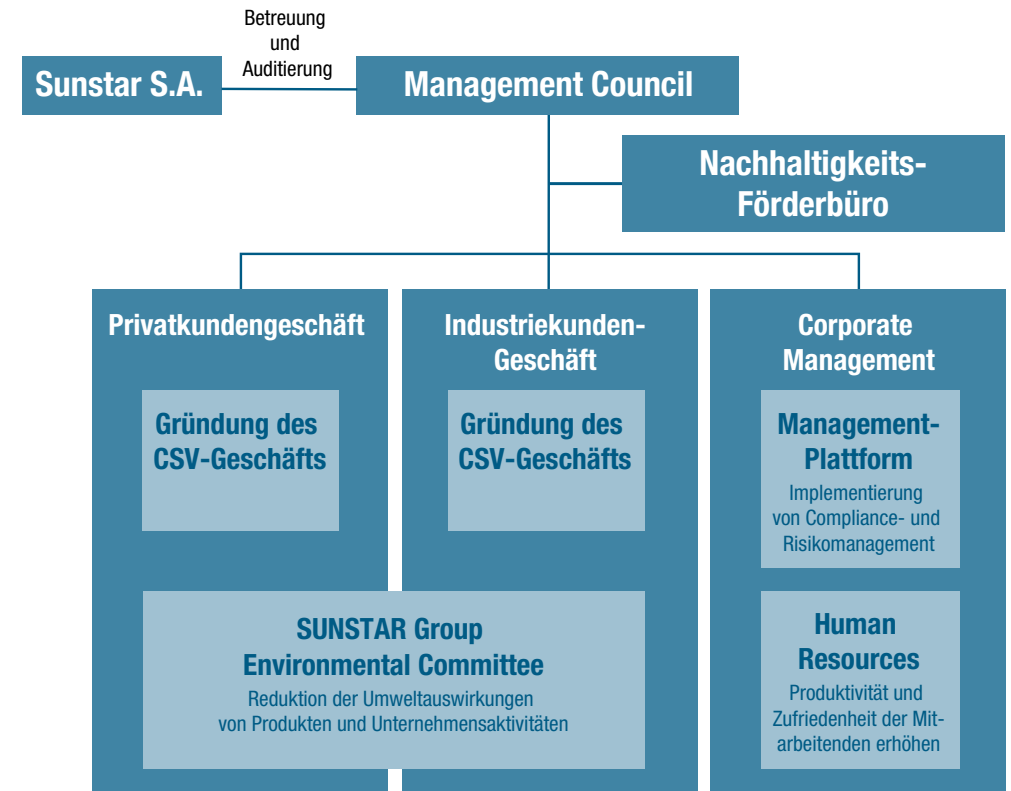 Betreuung
und
Auditierung
Sunstar S.A.
Management Council
Nachhaltigkeits-
Förderbüro
Privatkundengeschäft
Gründung des
CSV-Geschäfts
Industriekunden-
Geschäft
Gründung des
CSV-Geschäfts
Corporate
Management
Management-
Plattform
Implementierung
von Compliance- und
Risikomanagement
SUNSTAR Group
Environmental Committee
Reduktion der Umweltauswirkungen
von Produkten und Unternehmensaktivitäten
Human
Resources
Produktivität und
Zufriedenheit der Mit-
arbeitenden erhöhen